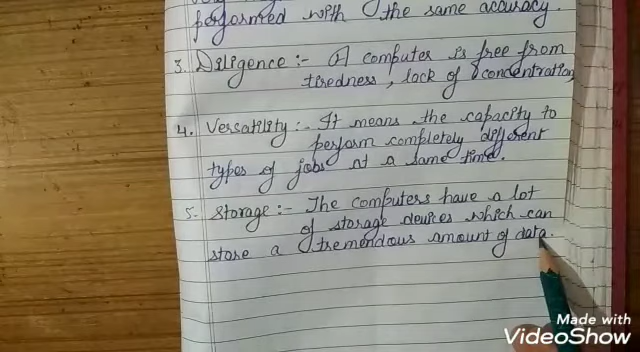 performed with the same accuracy.
3. Diligence :- A computer is free from
tiredness, lack of concentration,
4. Versatility :- It means the capacity to
perform completely different
types of jobs at a same time.
5. Storage :- The computers have a lot
of storage devices which can
store a tremendous amount of data.
Made with
VideoShow